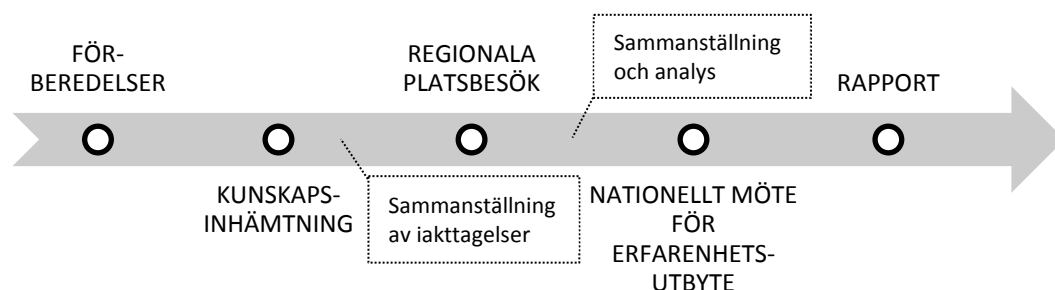 FÖR-
BEREDELSER
KUNSKAPS-
INHÄMTNING
Sammanställning
av iakttagelser
REGIONALA
PLATSBESÖK
Sammanställning
och analys
NATIONELLT MÖTE
FÖR
ERFARENHETS-
UTBYTE
RAPPORT